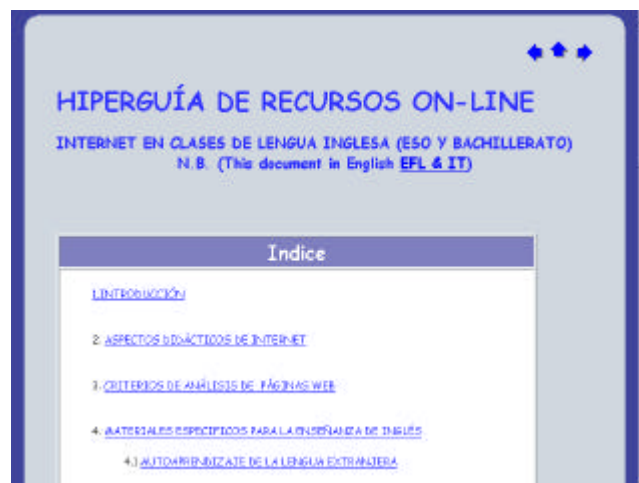 HIPERGUÍA DE RECURSOS ON-LINE
INTERNET EN CLASES DE LENGUA INGLESA (ESO Y BACHILLERATO)
N.B. (This document in English EFL & IT)
Indice
1.INTRODUCCIÓN
2. ASPECTOS DIDÁCTICOS DE INTERNET
3. CRITERIOS DE ANÁLISIS DE PÁGINAS WEB
4. MATERIALES ESPECIFICOS PARA LA ENSEÑANZA DE INGLÉS
4.1 AUTOAPRENDIZAJE DE LA LENGUA EXTRANJERA